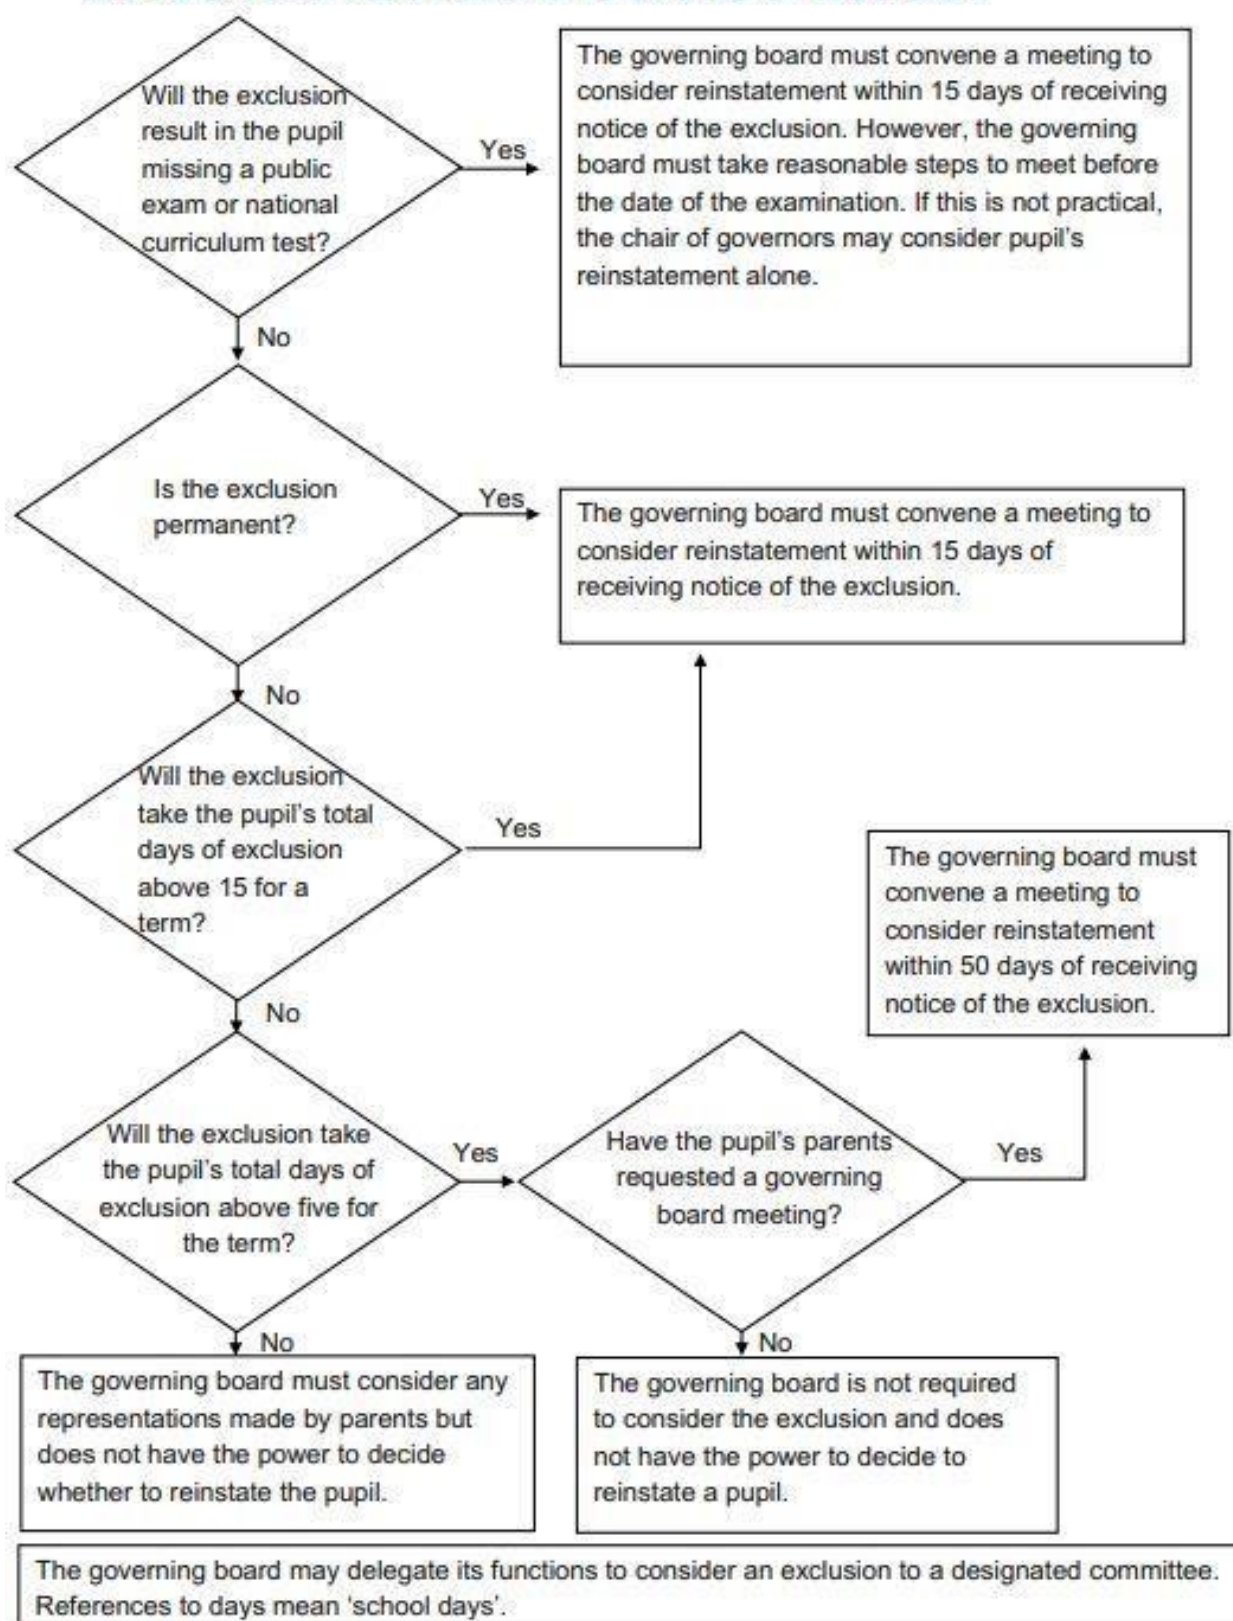 Will the exclusion
result in the pupil
missing a public
exam or national
curriculum test?
Yes
The governing board must convene a meeting to
consider reinstatement within 15 days of receiving
notice of the exclusion. However, the governing
board must take reasonable steps to meet before
the date of the examination. If this is not practical,
the chair of governors may consider pupil's
reinstatement alone.
No
Is the exclusion
permanent?
Yes
The governing board must convene a meeting to
consider reinstatement within 15 days of
receiving notice of the exclusion.
No
Will the exclusion
take the pupil's total
days of exclusion
above 15 for a
term?
Yes
The governing board must
convene a meeting to
consider reinstatement
within 50 days of receiving
notice of the exclusion.
No
Will the exclusion take
the pupil's total days of
exclusion above five for
the term?
Yes
Have the pupil's parents
requested a governing
board meeting?
Yes
No
The governing board must consider any
representations made by parents but
does not have the power to decide
whether to reinstate the pupil.
No
The governing board is not required
to consider the exclusion and does
not have the power to decide to
reinstate a pupil.
The governing board may delegate its functions to consider an exclusion to a designated committee.
References to days mean 'school days'.